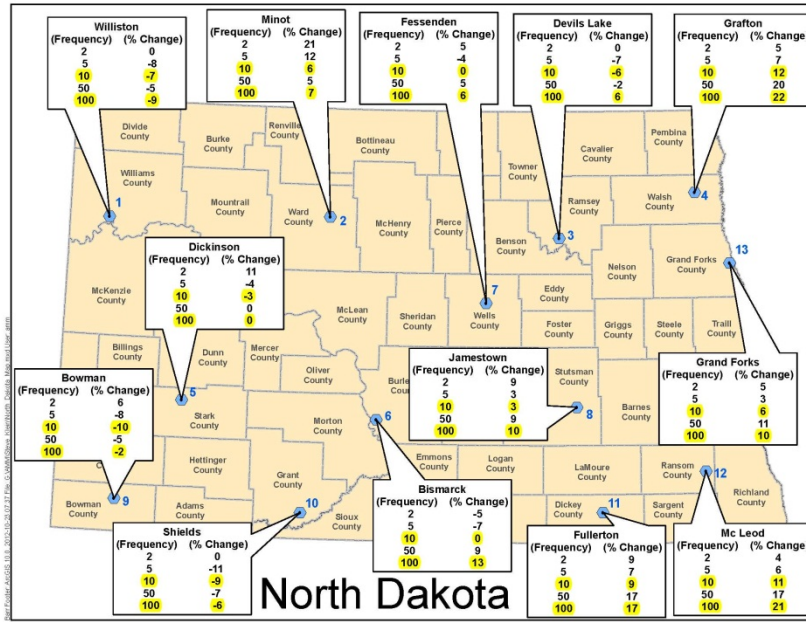 Williston
(Frequency) (% Change)
2 0
5 -8
10 -7
50 -5
100 -9
Minot
(Frequency) (% Change)
2 21
5 12
10 6
50 5
100 7
Fessenden
(Frequency) (% Change)
2 5
5 -4
10 0
50 5
100 6
Devils Lake
(Frequency) (% Change)
2 0
5 -7
10 -6
50 -2
100 6
Grafton
(Frequency) (% Change)
2 5
5 7
10 12
50 20
100 22
Divide County
Burke County
Renville
Bottineau
Towner County
Cavalier County
Pembina County
Williams County
Mountrail County
Ward County
McHenry County
Pierce County
Benson County
Ramsey County
Walsh County
Nelson County
Grand Forks County
1
2
3
4
13
7
Dickinson
(Frequency) (% Change)
2 11
5 -4
10 -3
50 0
100 0
McKenzie County
McLean County
Sheridan County
Wells County
Eddy County
Foster County
Griggs County
Steele County
Traill County
Billings County
Dunn County
Mercer County
Oliver County
Stutsman County
Barnes County
Bowman
(Frequency) (% Change)
2 6
5 -8
10 -10
50 -5
100 -2
Jamestown
(Frequency) (% Change)
2 9
5 3
10 3
50 9
100 10
Grand Forks
(Frequency) (% Change)
2 5
5 3
10 6
50 11
100 10
5
6
8
Stark County
Morton County
Hettinger County
Grant County
Emmons County
Logan County
LaMoure County
Ransom County
Richland County
Bowman County
Adams County
Sioux County
Dickey County
Sargent County
9
10
11
12
Shields
(Frequency) (% Change)
2 0
5 -11
10 -9
50 -7
100 -6
Bismarck
(Frequency) (% Change)
2 -5
5 -7
10 0
50 9
100 13
Fullerton
(Frequency) (% Change)
2 9
5 7
10 9
50 17
100 17
Mc Leod
(Frequency) (% Change)
2 4
5 6
10 11
50 17
100 21
North Dakota